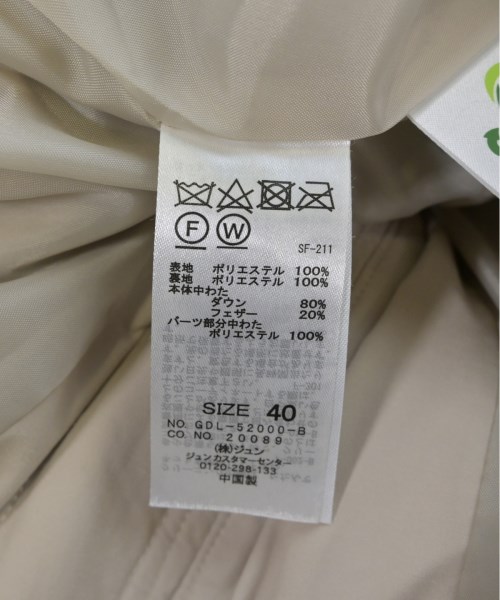 F W
SF-211
表地 ポリエステル 100%
裏地 ポリエステル 100%
本体中わた
ダウン 80%
フェザー 20%
パーツ部分中わた
ポリエステル 100%
SIZE 40
NO. GDL-52000-B
CO. NO. 20089
(株)ジュン
ジュンカスタマーセンター
0120-298-133
中国製